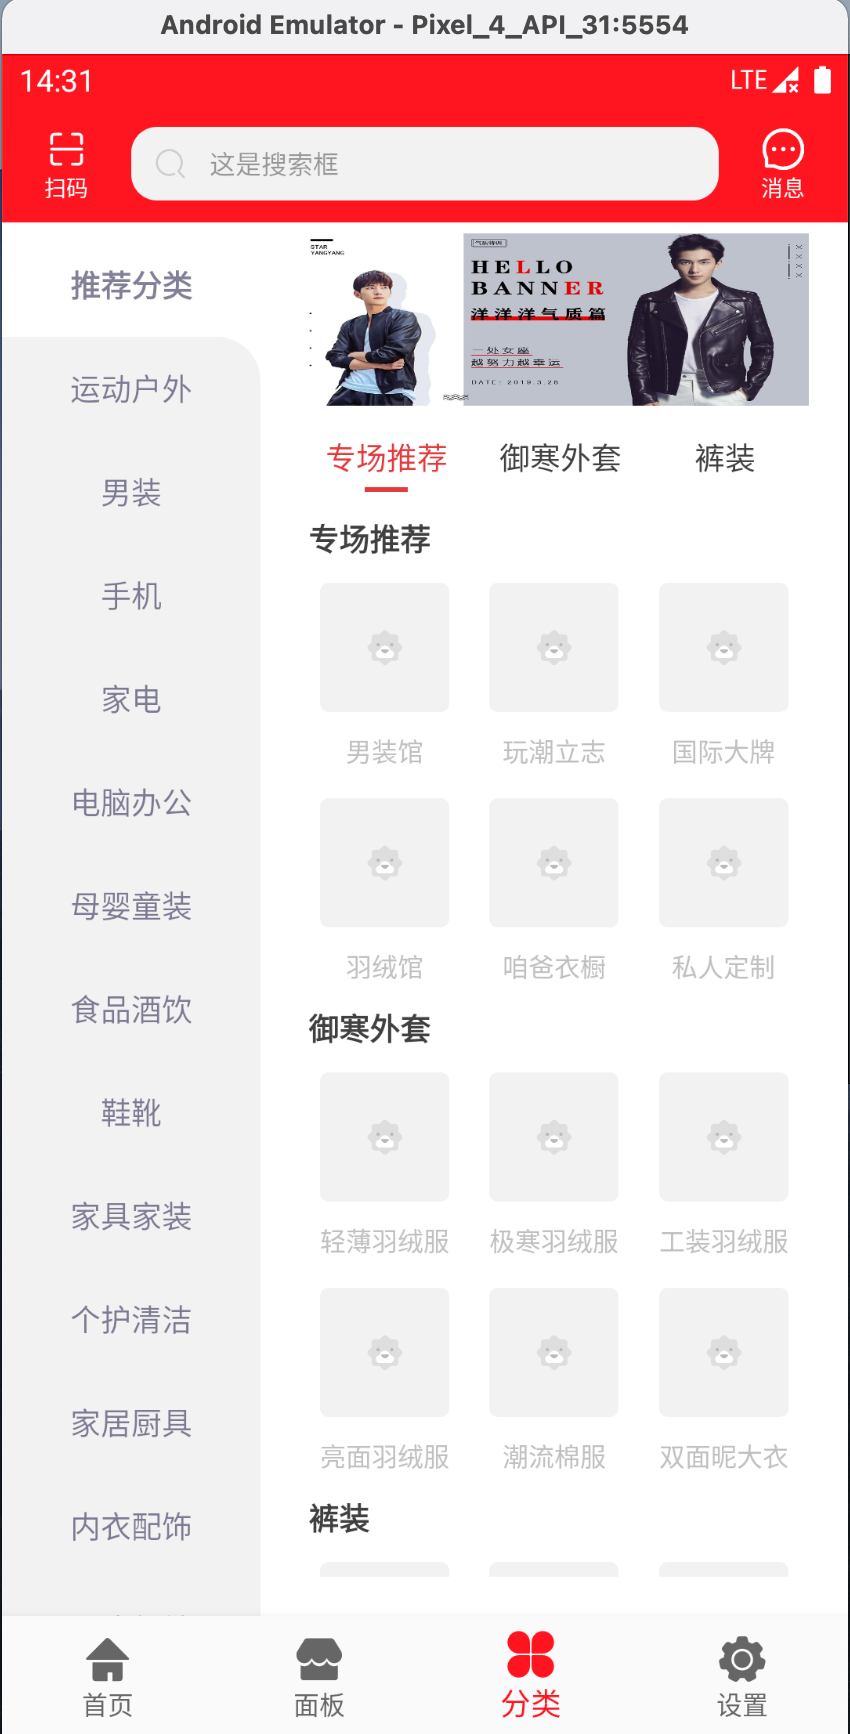 Android Emulator - Pixel_4_API_31:5554
14:31
LTE
扫码
这是搜索框
消息
推荐分类
运动户外
男装
手机
家电
电脑办公
母婴童装
食品酒饮
鞋靴
家具家装
个护清洁
家居厨具
内衣配饰
STAR
YANGYANG
HELLO
BANNER
洋洋洋气质篇
一处女座
越努力越幸运
DATE: 2019.3.28
专场推荐 御寒外套 裤装
专场推荐
男装馆 玩潮立志 国际大牌
羽绒馆 咱爸衣橱 私人定制
御寒外套
轻薄羽绒服 极寒羽绒服 工装羽绒服
亮面羽绒服 潮流棉服 双面昵大衣
裤装
首页 面板 分类 设置